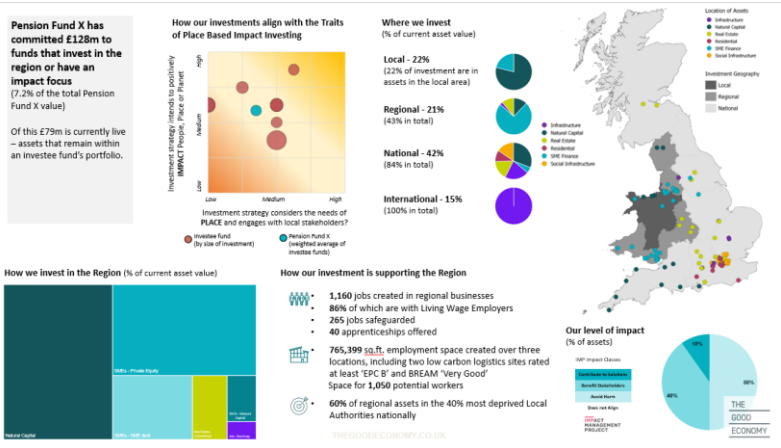 Pension Fund X has
committed £128m to
funds that invest in the
region or have an
impact focus
(7.2% of the total Pension
Fund X value)
Of this £79m is currently live
– assets that remain within
an investee fund's portfolio.
How our investments align with the Traits
of Place Based Impact Investing
Investment strategy intends to positively
IMPACT People, Place or Planet
High
Medium
Low
Low
Medium
High
Investment strategy considers the needs of
PLACE and engages with local stakeholders?
Investee fund
(by size of investment)
Pension Fund X
(weighted average of
investee funds)
Where we invest
(% of current asset value)
Local - 22%
(22% of investment are in
assets in the local area)
Regional - 21%
(43% in total)
National - 42%
(84% in total)
International - 15%
(100% in total)
Infrastructure
Natural Capital
Real Estate
Residential
SME Finance
Social Infrastructure
Location of Assets
Infrastructure
Natural Capital
Real Estate
Residential
SME Finance
Social Infrastructure
Investment Geography
Local
Regional
National
How we invest in the Region (% of current asset value)
Natural Capital
SMEs - Private Equity
How our investment is supporting the Region
• 1,160 jobs created in regional businesses
• 86% of which are with Living Wage Employers
• 265 jobs safeguarded
• 40 apprenticeships offered
• 765,399 sq.ft. employment space created over three
locations, including two low carbon logistics sites rated
at least 'EPC B' and BREAM 'Very Good'
Space for 1,050 potential workers
• 60% of regional assets in the 40% most deprived Local
Authorities nationally
THEGOODECONOMY.CO.UK
Our level of impact
(% of assets)
IMP Impact Classes
Contribute to Solutions
Benefit Stakeholders
Avoid Harm
Does not Align
IMPACT
MANAGEMENT
PROJECT
10%
40%
THE
GOOD
ECONOMY